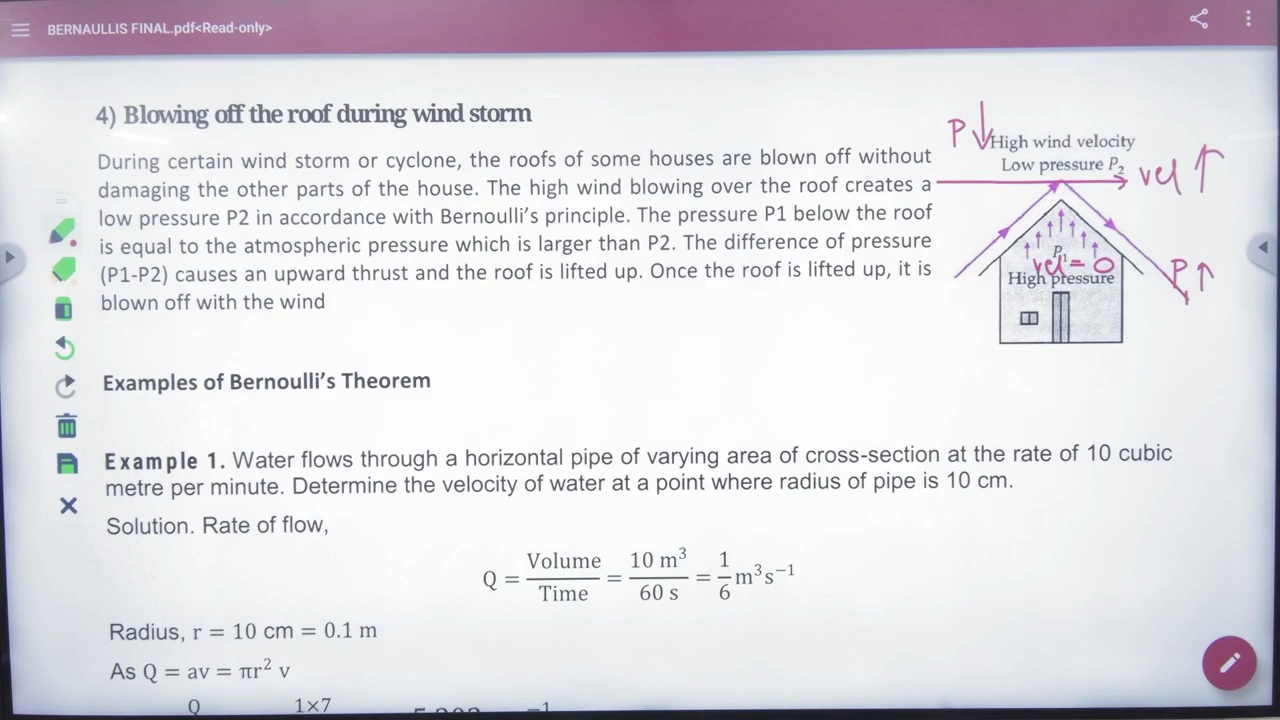 BERNAULLIS FINAL.pdf<Read-only>
4) Blowing off the roof during wind storm
During certain wind storm or cyclone, the roofs of some houses are blown off without
damaging the other parts of the house. The high wind blowing over the roof creates a
low pressure P2 in accordance with Bernoulli's principle. The pressure P1 below the roof
is equal to the atmospheric pressure which is larger than P2. The difference of pressure
(P1-P2) causes an upward thrust and the roof is lifted up. Once the roof is lifted up, it is
blown off with the wind
P↓
High wind velocity
Low pressure P₂
vel ↑
P₁
vel = 0
High pressure
P↑
Examples of Bernoulli's Theorem
Example 1. Water flows through a horizontal pipe of varying area of cross-section at the rate of 10 cubic
metre per minute. Determine the velocity of water at a point where radius of pipe is 10 cm.
Solution. Rate of flow,
Q = Volume/Time = 10 m³/60 s = 1/6 m³s⁻¹
Radius, r = 10 cm = 0.1 m
As Q = av = πr² v
Q 1×7